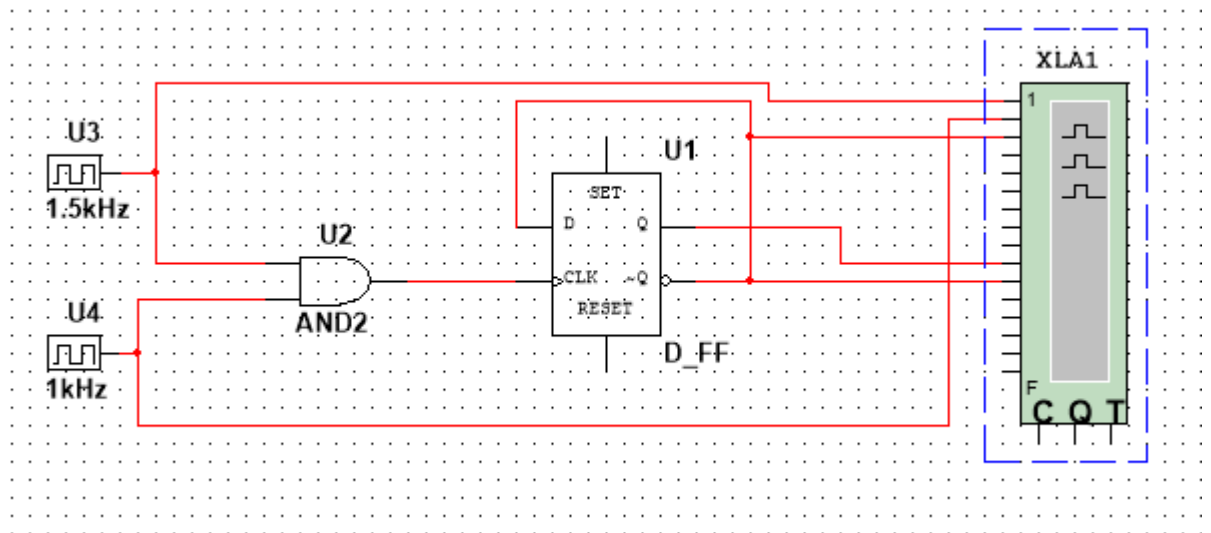 XLA1
1
U3
1.5kHz
U1
SET
D
Q
U2
CLK
~Q
RESET
AND2
U4
1kHz
D_FF
F
C Q T